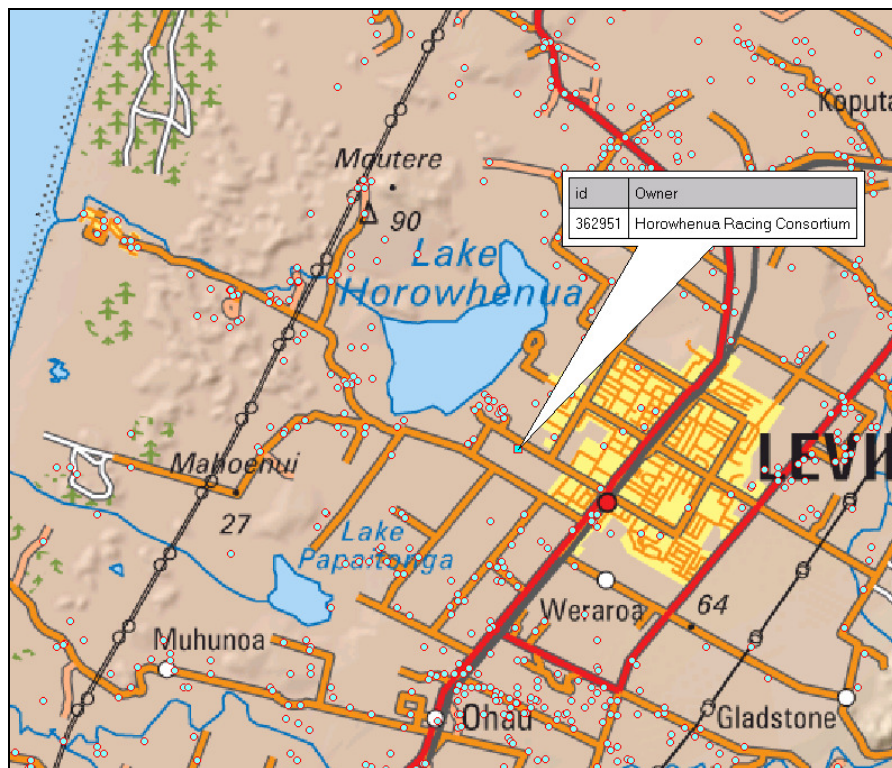 Koputa
Moutere
90
id Owner
362951 Horowhenua Racing Consortium
Lake
Horowhenua
LEVI
Mahoenui
27
Lake
Papaitonga
Weraroa
64
Muhunoa
Ohau
Gladstone